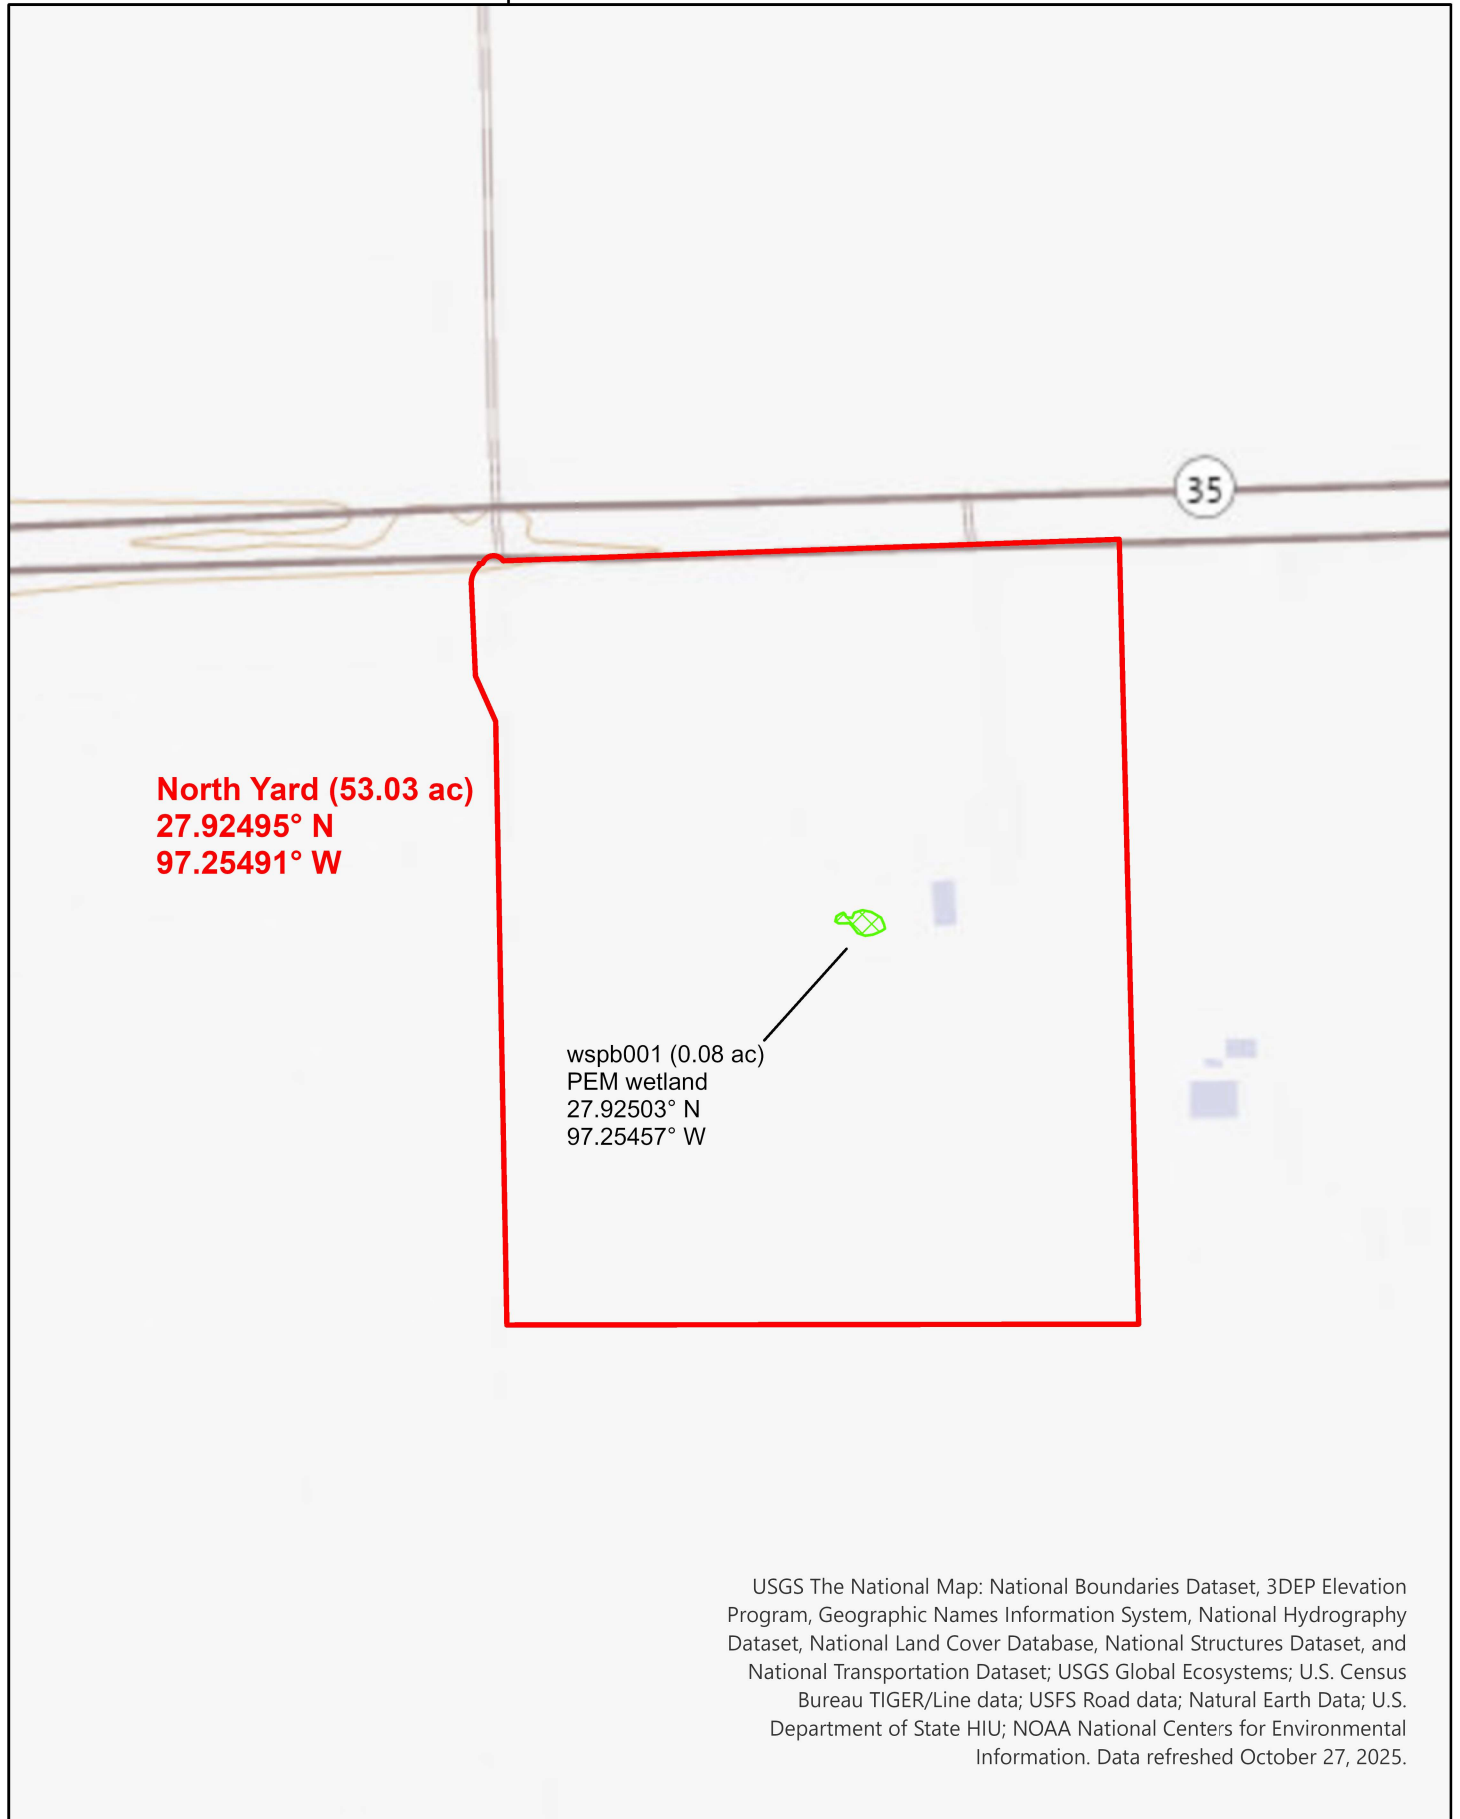 35
North Yard (53.03 ac)
27.92495° N
97.25491° W
wspb001 (0.08 ac)
PEM wetland
27.92503° N
97.25457° W
USGS The National Map: National Boundaries Dataset, 3DEP Elevation
Program, Geographic Names Information System, National Hydrography
Dataset, National Land Cover Database, National Structures Dataset, and
National Transportation Dataset; USGS Global Ecosystems; U.S. Census
Bureau TIGER/Line data; USFS Road data; Natural Earth Data; U.S.
Department of State HIU; NOAA National Centers for Environmental
Information. Data refreshed October 27, 2025.